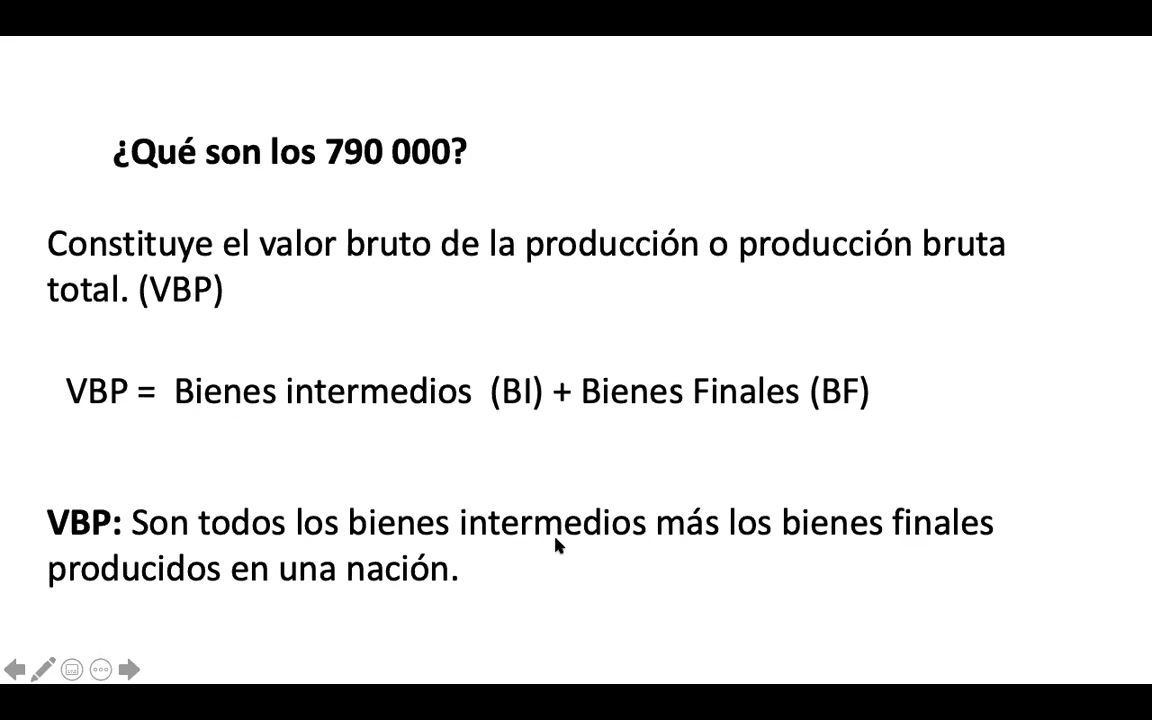 ¿Qué son los 790 000?
Constituye el valor bruto de la producción o producción bruta
total. (VBP)
VBP = Bienes intermedios (BI) + Bienes Finales (BF)
VBP: Son todos los bienes intermedios más los bienes finales
producidos en una nación.